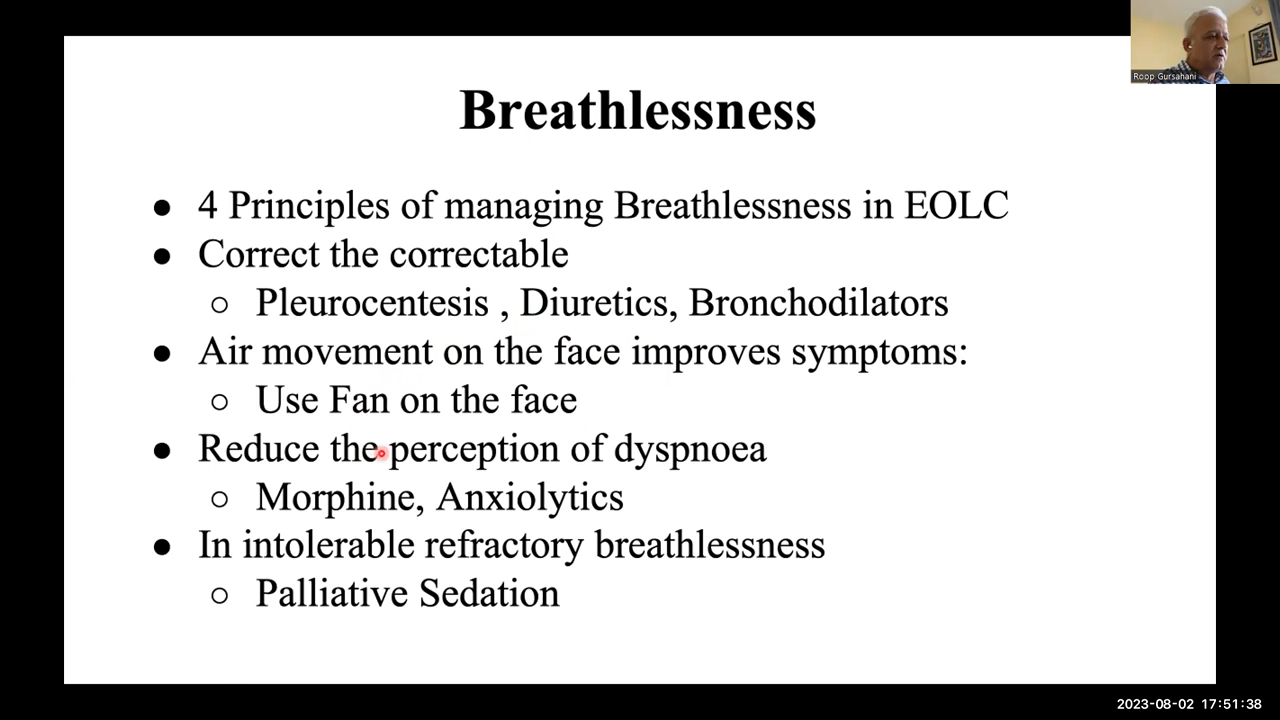 Roop Gursahani
Breathlessness
● 4 Principles of managing Breathlessness in EOLC
● Correct the correctable
○ Pleurocentesis , Diuretics, Bronchodilators
● Air movement on the face improves symptoms:
○ Use Fan on the face
● Reduce the perception of dyspnoea
○ Morphine, Anxiolytics
● In intolerable refractory breathlessness
○ Palliative Sedation
2023-08-02 17:51:38